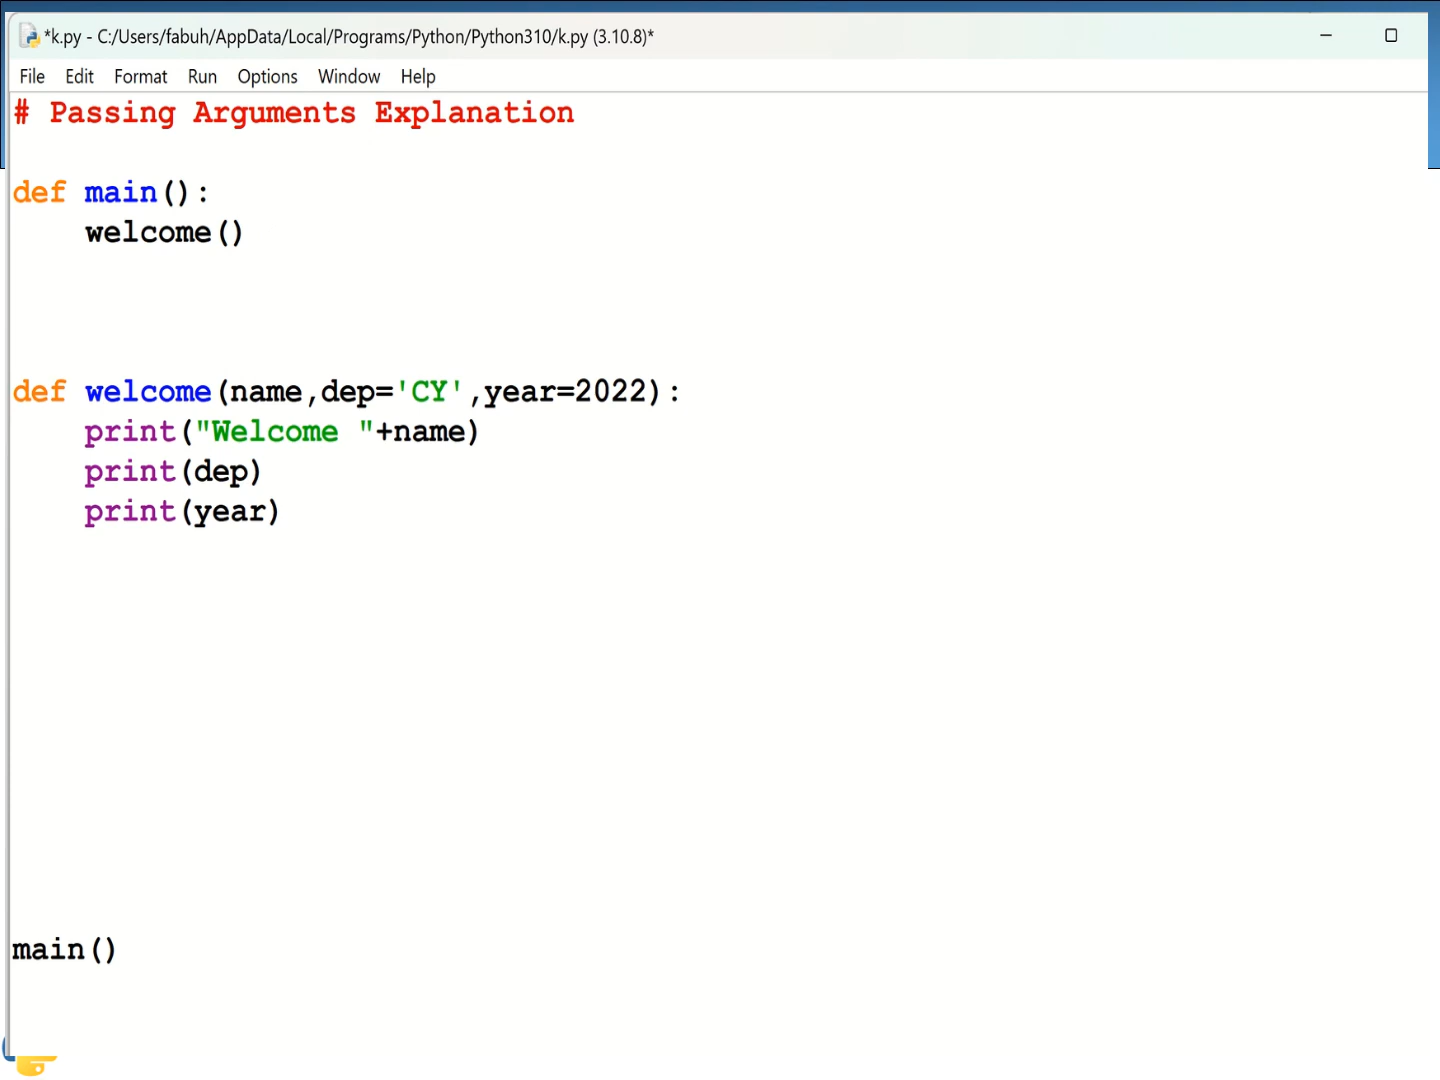 *k.py - C:/Users/fabuh/AppData/Local/Programs/Python/Python310/k.py (3.10.8)*
File Edit Format Run Options Window Help
# Passing Arguments Explanation
def main():
    welcome()
def welcome(name,dep='CY',year=2022):
    print("Welcome "+name)
    print(dep)
    print(year)
main()